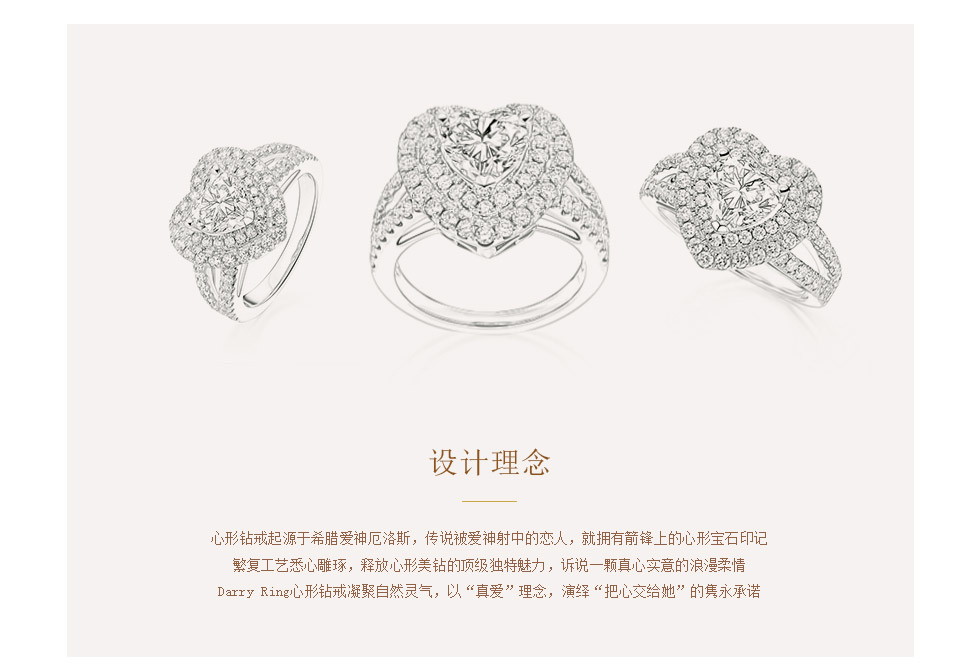 设计理念
心形钻戒起源于希腊爱神厄洛斯，传说被爱神射中的恋人，就拥有箭锋上的心形宝石印记
繁复工艺悉心雕琢，释放心形美钻的顶级独特魅力，诉说一颗真心实意的浪漫柔情
Darry Ring心形钻戒凝聚自然灵气，以“真爱”理念，演绎“把心交给她”的隽永承诺